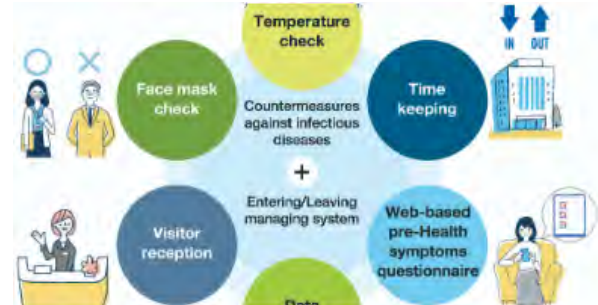 Temperature
check
IN OUT
Face mask
check
Time
keeping
Countermeasures
against infectious
diseases
+
Entering/Leaving
managing system
Visitor
reception
Web-based
pre-Health
symptoms
questionnaire